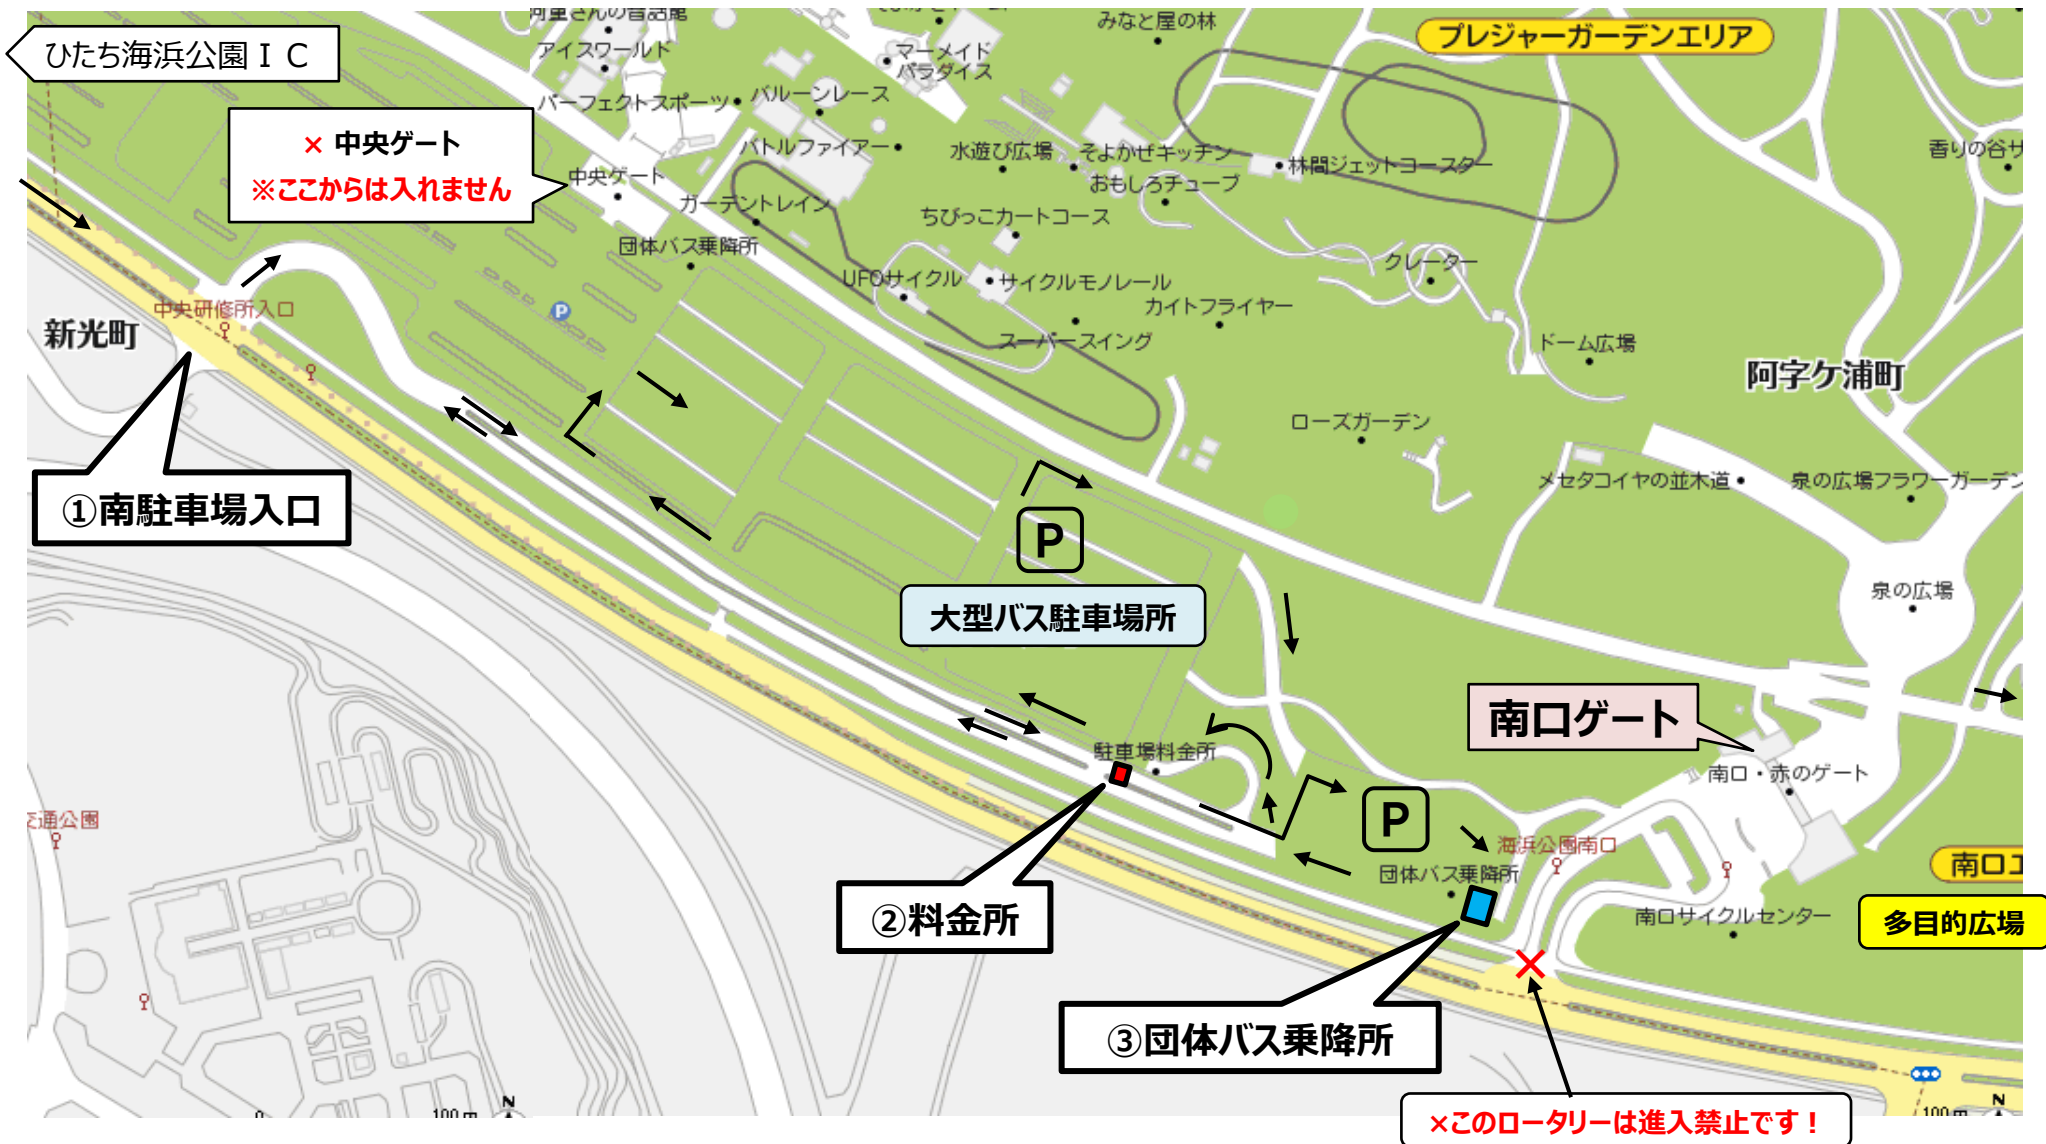 ひたち海浜公園ＩＣ
アイスワールド
マーメイド
パラダイス
みなと屋の林
プレジャーガーデンエリア
× 中央ゲート
※ここからは入れません
パーフェクトスポーツ
バルーンレース
バトルファイアー
水遊び広場
そよかぜキッチン
おもしろチューブ
林間ジェットコースター
香りの谷サ
中央ゲート
ガーデントレイン
ちびっこカートコース
団体バス乗降所
UFOサイクル
サイクルモノレール
クレーター
カイトフライヤー
スーパースイング
ドーム広場
中央研修所入口
新光町
P
阿字ケ浦町
ローズガーデン
メセタコイヤの並木道
泉の広場フラワーガーデン
①南駐車場入口
P
大型バス駐車場所
泉の広場
南口ゲート
駐車場料金所
南口・赤のゲート
P
海浜公園南口
団体バス乗降所
交通公園
②料金所
南口サイクルセンター
南口エ
多目的広場
③団体バス乗降所
×このロータリーは進入禁止です！
100 m
N
100 m
N